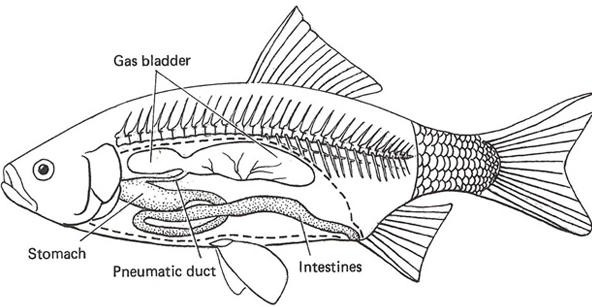 Gas bladder
Stomach
Pneumatic duct
Intestines